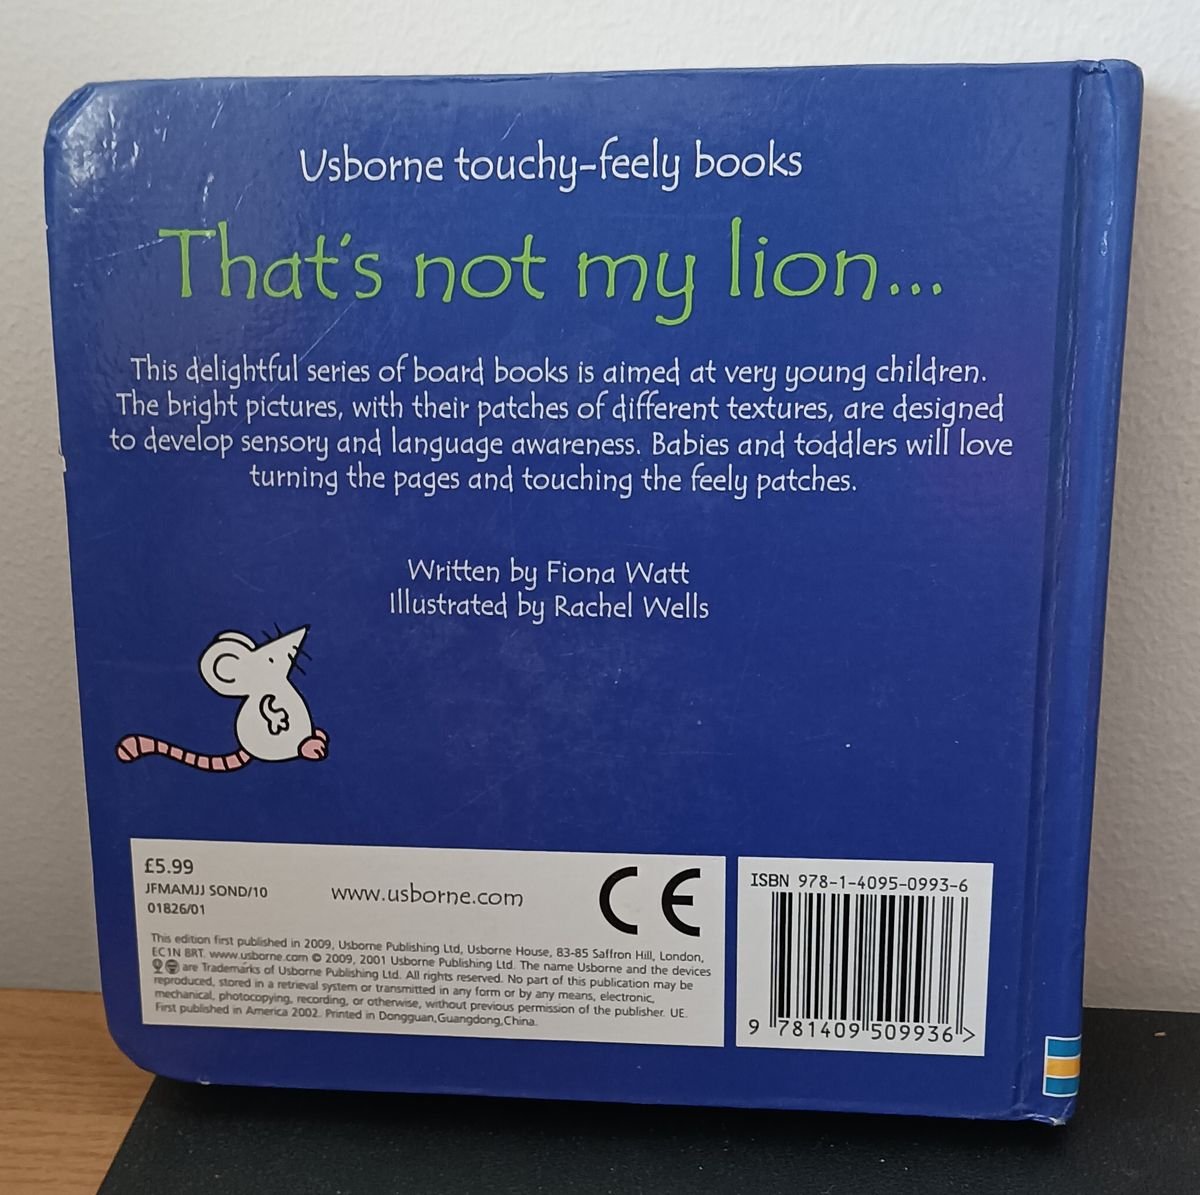 Usborne touchy-feely books
That's not my lion...
This delightful series of board books is aimed at very young children.
The bright pictures, with their patches of different textures, are designed
to develop sensory and language awareness. Babies and toddlers will love
turning the pages and touching the feely patches.
Written by Fiona Watt
Illustrated by Rachel Wells
£5.99
JFMAMJJ SOND/10
01826/01
www.usborne.com
CE
This edition first published in 2009, Usborne Publishing Ltd, Usborne House, 83-85 Saffron Hill, London,
EC1N 8RT. www.usborne.com © 2009, 2001 Usborne Publishing Ltd. The name Usborne and the devices
are Trademarks of Usborne Publishing Ltd. All rights reserved. No part of this publication may be
reproduced, stored in a retrieval system or transmitted in any form or by any means, electronic,
mechanical, photocopying, recording, or otherwise, without previous permission of the publisher. UE.
First published in America 2002. Printed in Dongguan,Guangdong,China.
ISBN 978-1-4095-0993-6
9 781409 509936 >